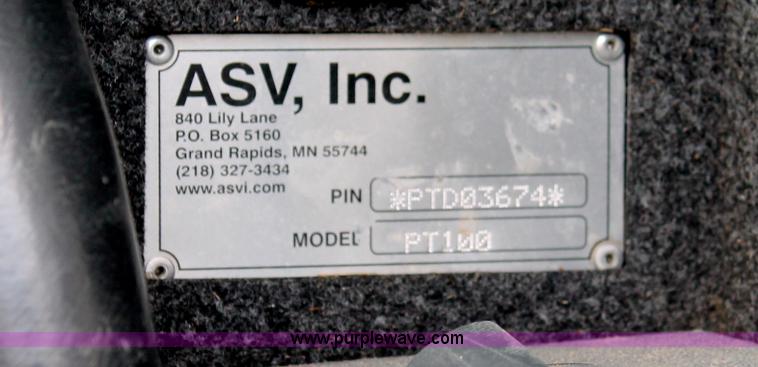 ASV, Inc.
840 Lily Lane
P.O. Box 5160
Grand Rapids, MN 55744
(218) 327-3434
www.asvi.com
PIN *PTD03674*
MODEL PT100
www.purplewave.com